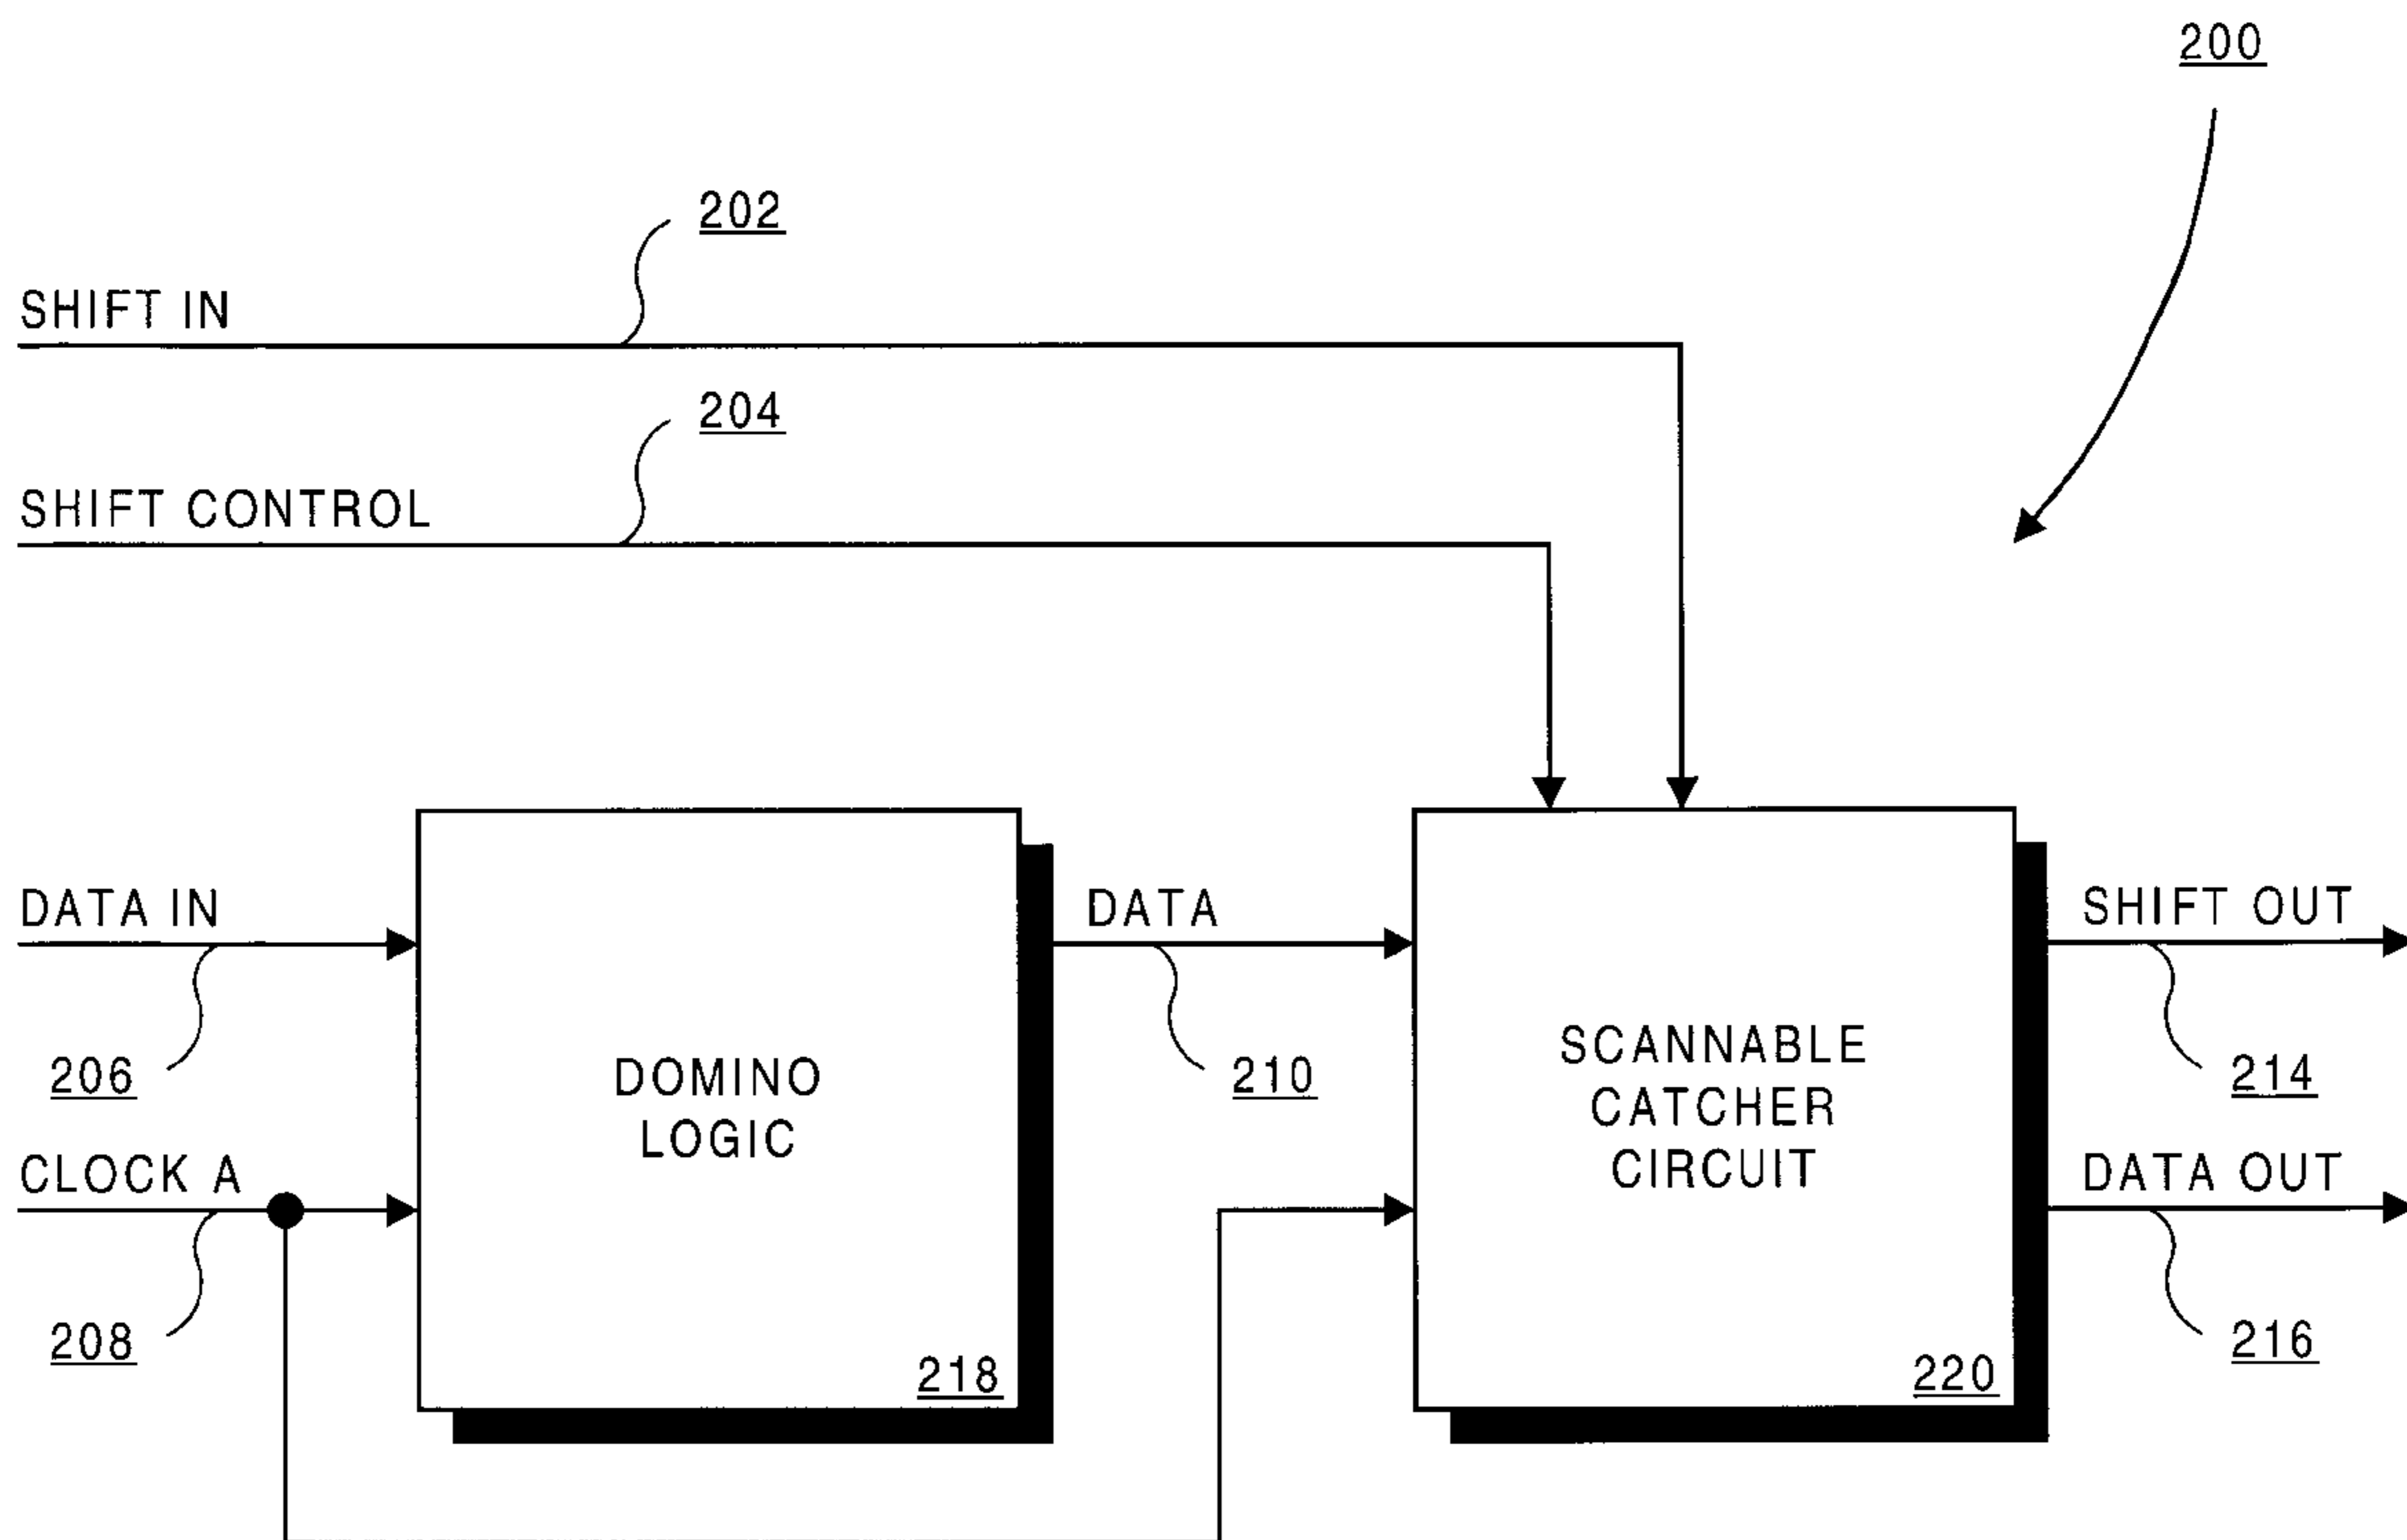 200
202
SHIFT IN
204
SHIFT CONTROL
DATA IN
206
CLOCK A
208
DOMINO
LOGIC
218
DATA
210
SCANNABLE
CATCHER
CIRCUIT
220
SHIFT OUT
214
DATA OUT
216